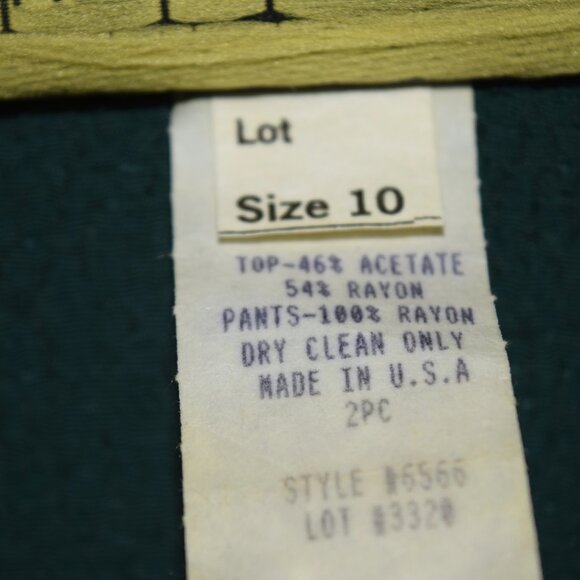 Lot
Size 10
TOP-46% ACETATE
54% RAYON
PANTS-100% RAYON
DRY CLEAN ONLY
MADE IN U.S.A
2PC
STYLE #6566
LOT #3320